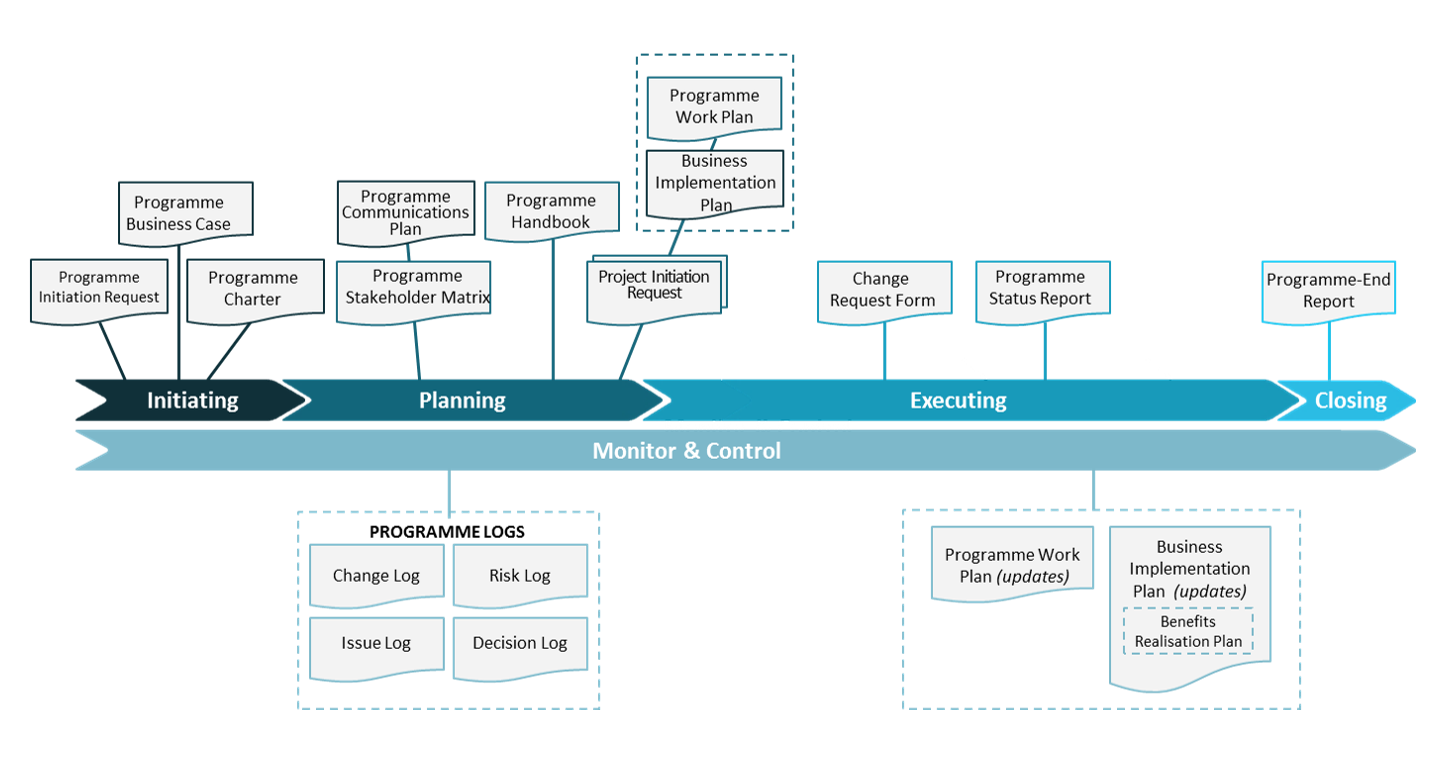 Programme
Work Plan
Business
Implementation
Plan
Programme
Business Case
Programme
Communications
Plan
Programme
Handbook
Programme
Initiation Request
Programme
Charter
Programme
Stakeholder Matrix
Project Initiation
Request
Change
Request Form
Programme
Status Report
Programme-End
Report
Initiating
Planning
Executing
Closing
Monitor & Control
PROGRAMME LOGS
Change Log
Risk Log
Issue Log
Decision Log
Programme Work
Plan (updates)
Business
Implementation
Plan (updates)
Benefits
Realisation Plan